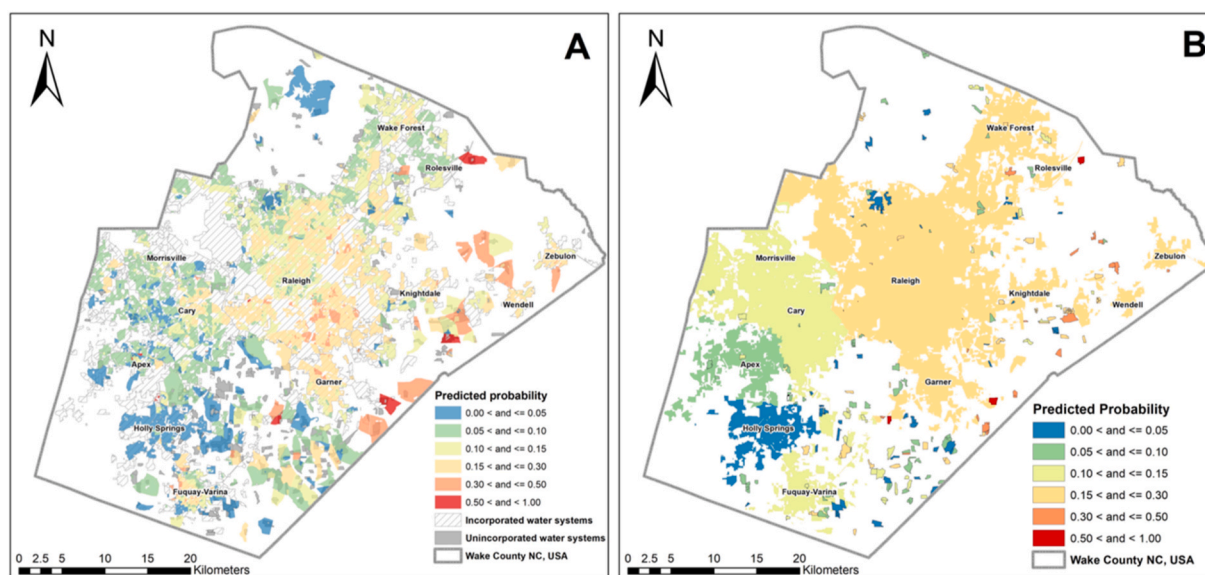 N
A
Wake Forest
Rolesville
Morrisville
Raleigh
Zebulon
Knightdale
Cary
Wendell
Apex
Garner
Holly Springs
Fuquay-Varina
Predicted probability
0.00 < and <= 0.05
0.05 < and <= 0.10
0.10 < and <= 0.15
0.15 < and <= 0.30
0.30 < and <= 0.50
0.50 < and < 1.00
Incorporated water systems
Unincorporated water systems
Wake County NC, USA
0 2.5 5 10 15 20
Kilometers
N
B
Wake Forest
Rolesville
Morrisville
Raleigh
Zebulon
Knightdale
Cary
Wendell
Apex
Garner
Holly Springs
Fuquay-Varina
Predicted Probability
0.00 < and <= 0.05
0.05 < and <= 0.10
0.10 < and <= 0.15
0.15 < and <= 0.30
0.30 < and <= 0.50
0.50 < and < 1.00
Wake County NC, USA
0 2.5 5 10 15 20
Kilometers